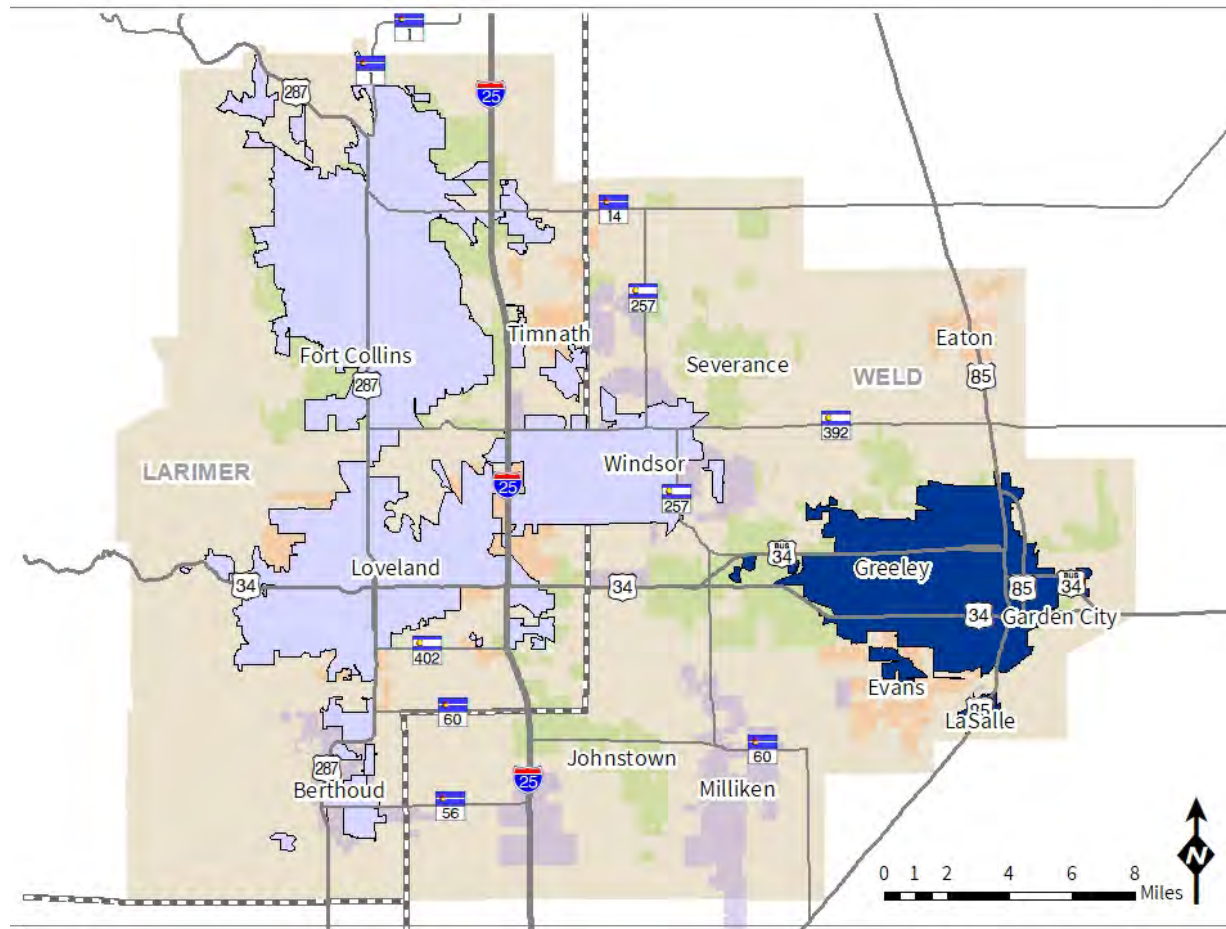 1
1
287
25
14
257
Timnath
Fort Collins
Eaton
Severance
287
WELD
85
392
LARIMER
Windsor
25
257
BUS
34
Loveland
34
34
Greeley
85
BUS
34
34
Garden City
402
Evans
60
85
LaSalle
Johnstown
60
287
25
Berthoud
Milliken
56
N
0 1 2 4 6 8
Miles